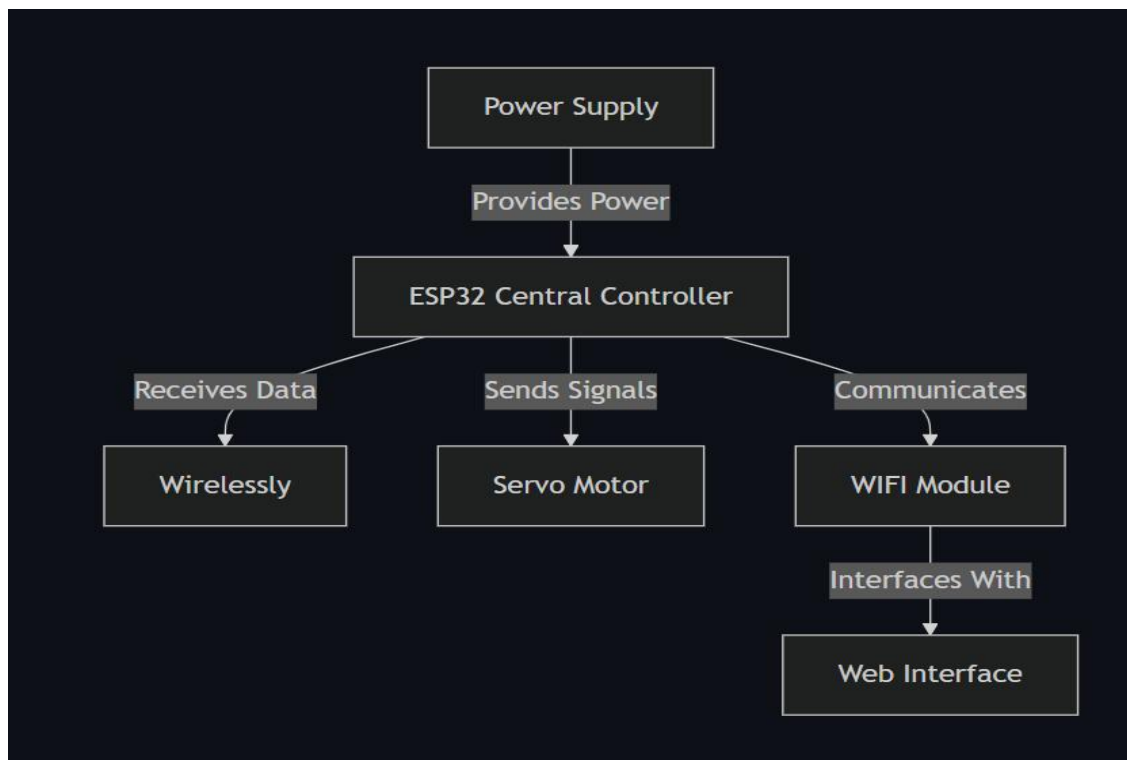 Power Supply
Provides Power
ESP32 Central Controller
Receives Data
Sends Signals
Communicates
Wirelessly
Servo Motor
WIFI Module
Interfaces With
Web Interface